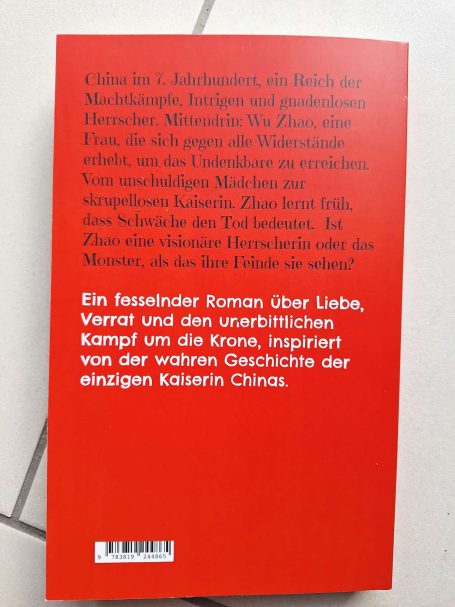 China im 7. Jahrhundert, ein Reich der
Machtkämpfe, Intrigen und gnadenlosen
Herrscher. Mittendrin: Wu Zhao, eine
Frau, die sich gegen alle Widerstände
erhebt, um das Undenkbare zu erreichen.
Vom unschuldigen Mädchen zur
skrupellosen Kaiserin. Zhao lernt früh,
dass Schwäche den Tod bedeutet. Ist
Zhao eine visionäre Herrscherin oder das
Monster, als das ihre Feinde sie sehen?
Ein fesselnder Roman über Liebe,
Verrat und den unerbittlichen
Kampf um die Krone, inspiriert
von der wahren Geschichte der
einzigen Kaiserin Chinas.
9 783819 244865